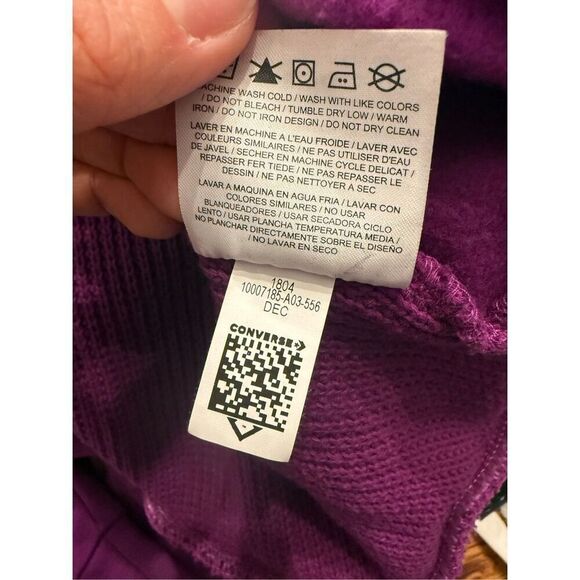 MACHINE WASH COLD / WASH WITH LIKE COLORS
/ DO NOT BLEACH / TUMBLE DRY LOW / WARM
IRON / DO NOT IRON DESIGN / DO NOT DRY CLEAN
LAVER EN MACHINE A L'EAU FROIDE / LAVER AVEC
COULEURS SIMILAIRES / NE PAS UTILISER D'EAU
DE JAVEL / SECHER EN MACHINE CYCLE DELICAT /
REPASSER FER TIEDE / NE PAS REPASSER LE
DESSIN / NE PAS NETTOYER A SEC
LAVAR A MAQUINA EN AGUA FRIA / LAVAR CON
COLORES SIMILARES / NO USAR
BLANQUEADORES / USAR SECADORA CICLO
LENTO / USAR PLANCHA TEMPERATURA MEDIA /
NO PLANCHAR DIRECTAMENTE SOBRE EL DISEÑO
/ NO LAVAR EN SECO
1804
10007185-A03-556
DEC
CONVERSE